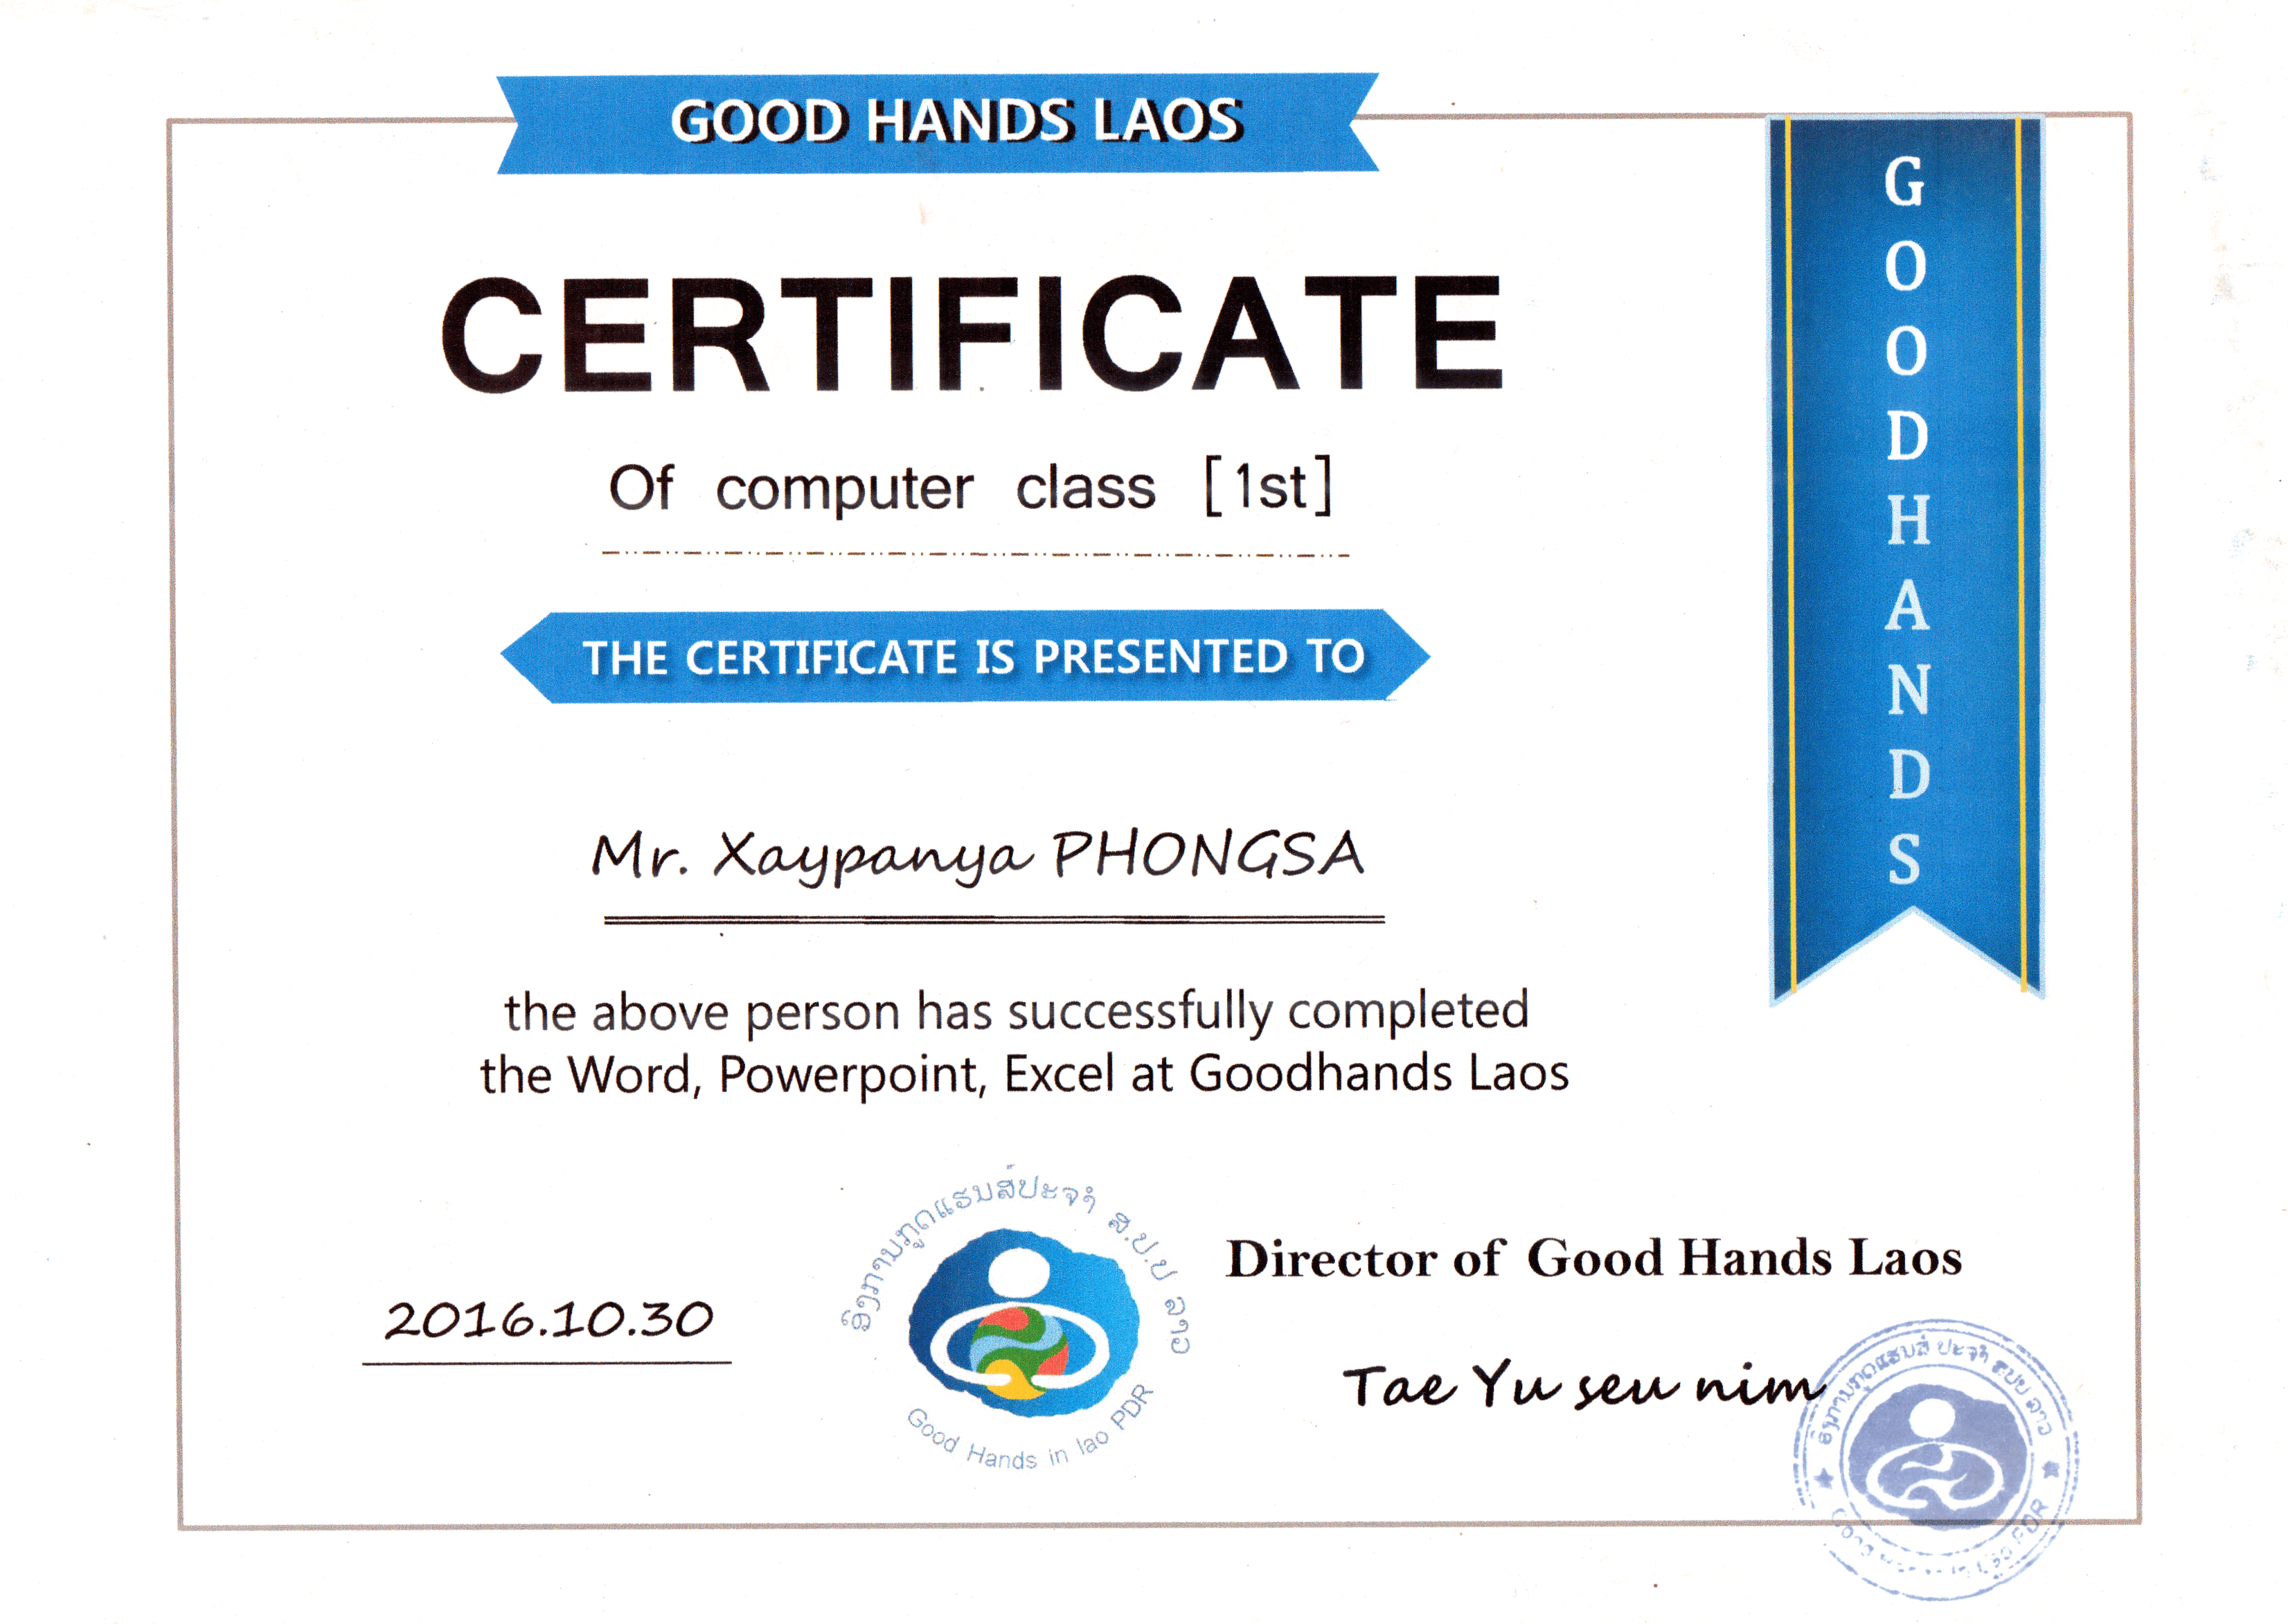 GOOD HANDS LAOS
CERTIFICATE
Of computer class [1st]
THE CERTIFICATE IS PRESENTED TO
Mr. Xaypanya PHONGSA
the above person has successfully completed
the Word, Powerpoint, Excel at Goodhands Laos
GOODHANDS
2016.10.30
ອົງການກູດແຮນສ໌ປະຈຳ ສ.ປ.ປ ລາວ
Good Hands in lao PDR
Director of Good Hands Laos
Tae Yu seu nim
ອົງການກູດແຮນສ໌ ປະຈຳ ສປປ ລາວ